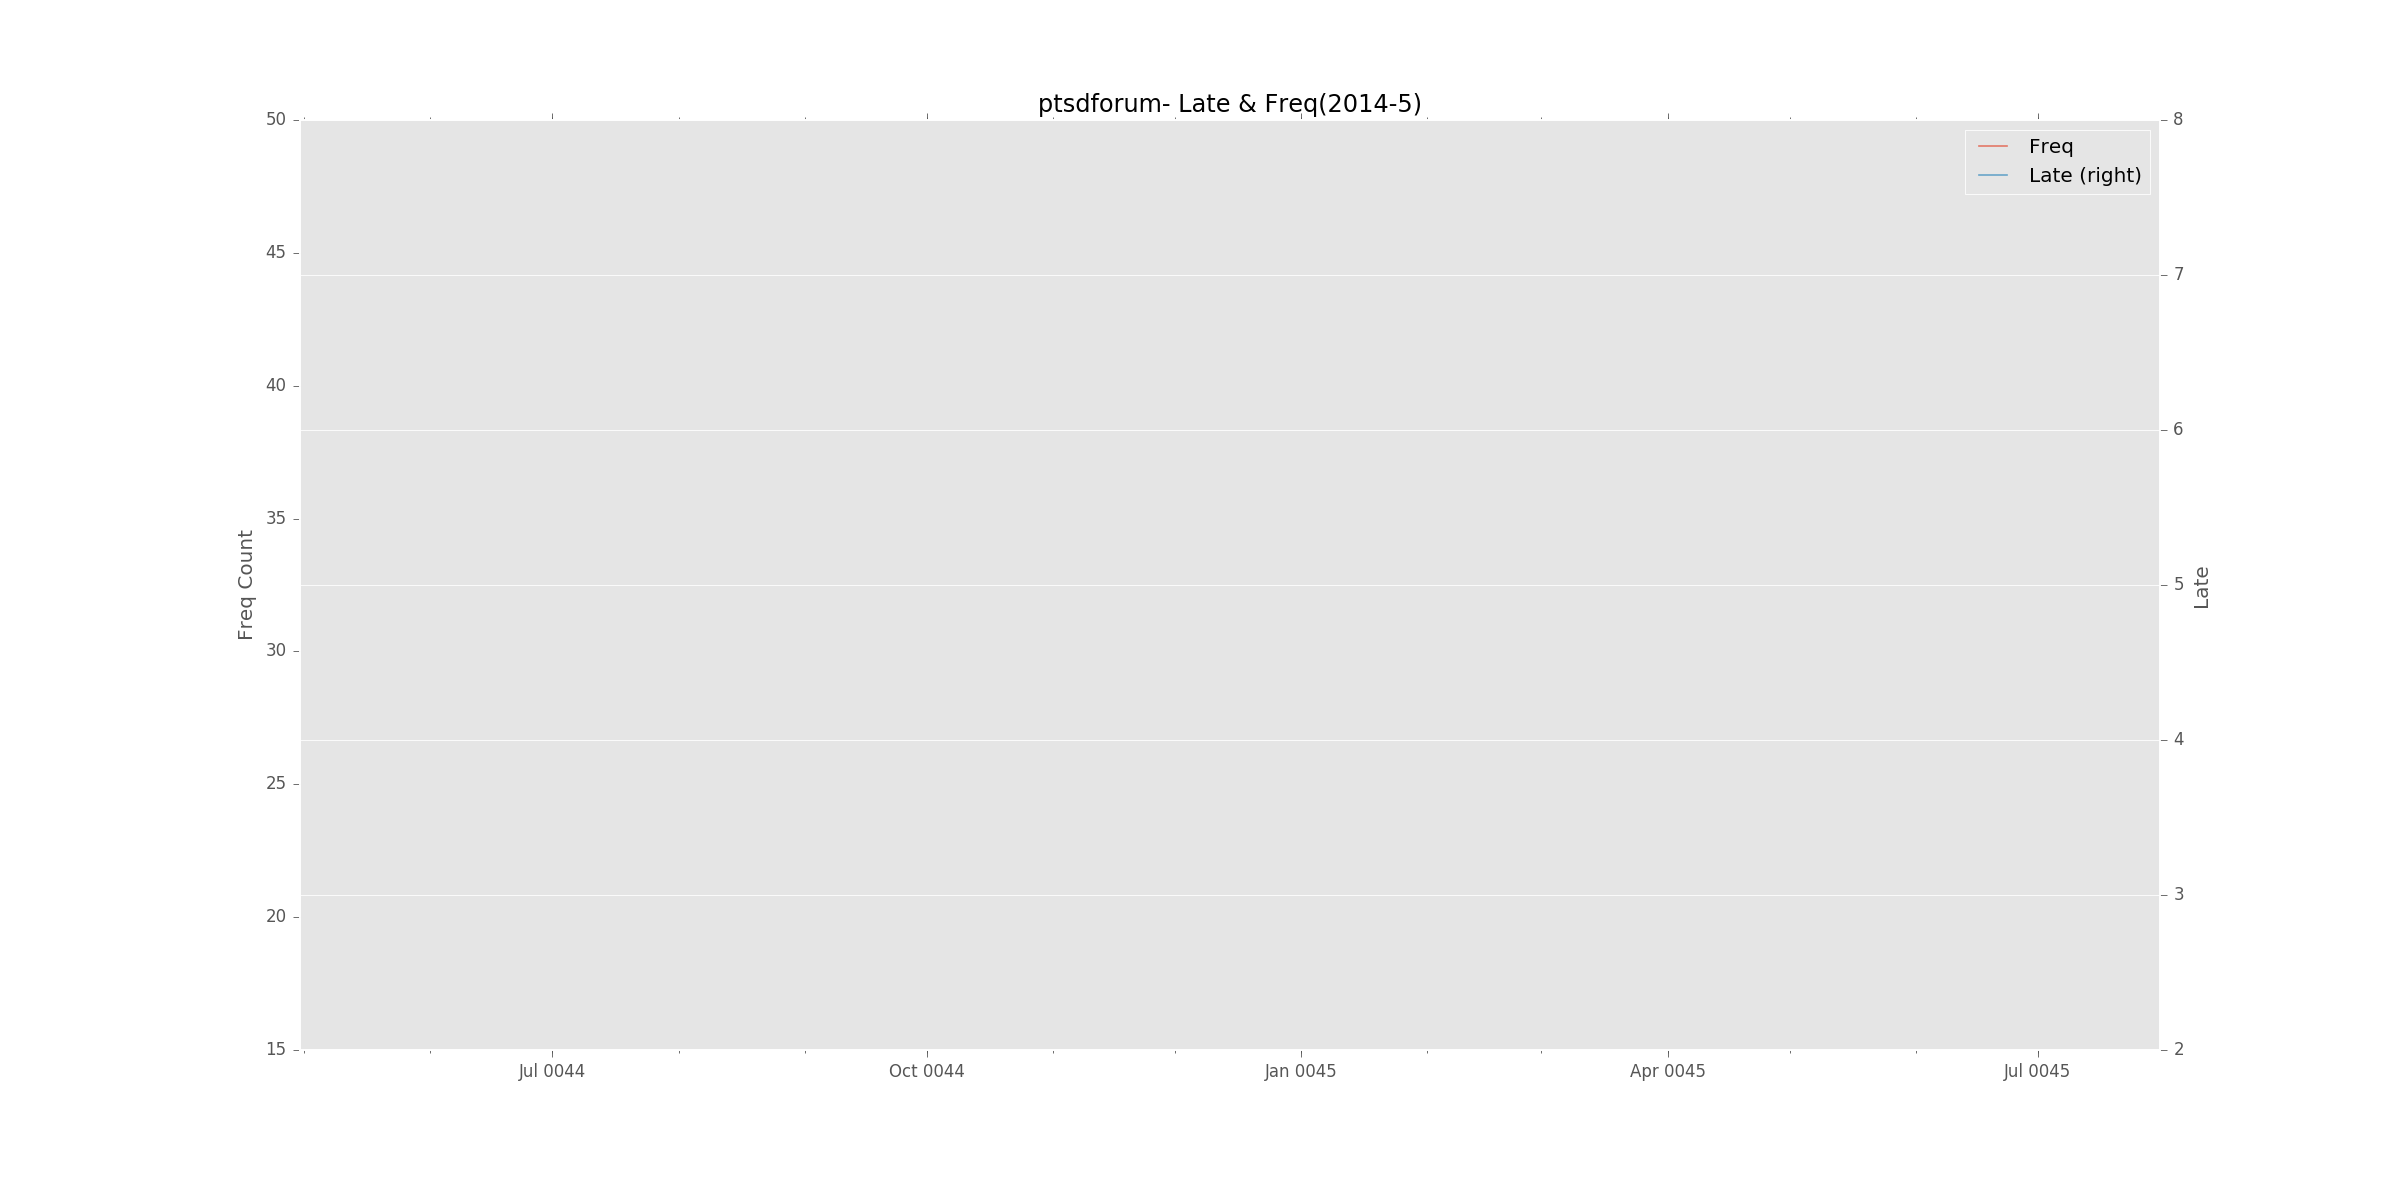 ptsdforum- Late & Freq(2014-5)
Freq
Late (right)
50
45
40
35
30
25
20
15
Freq Count
8
7
6
5
4
3
2
Late
Jul 0044
Oct 0044
Jan 0045
Apr 0045
Jul 0045